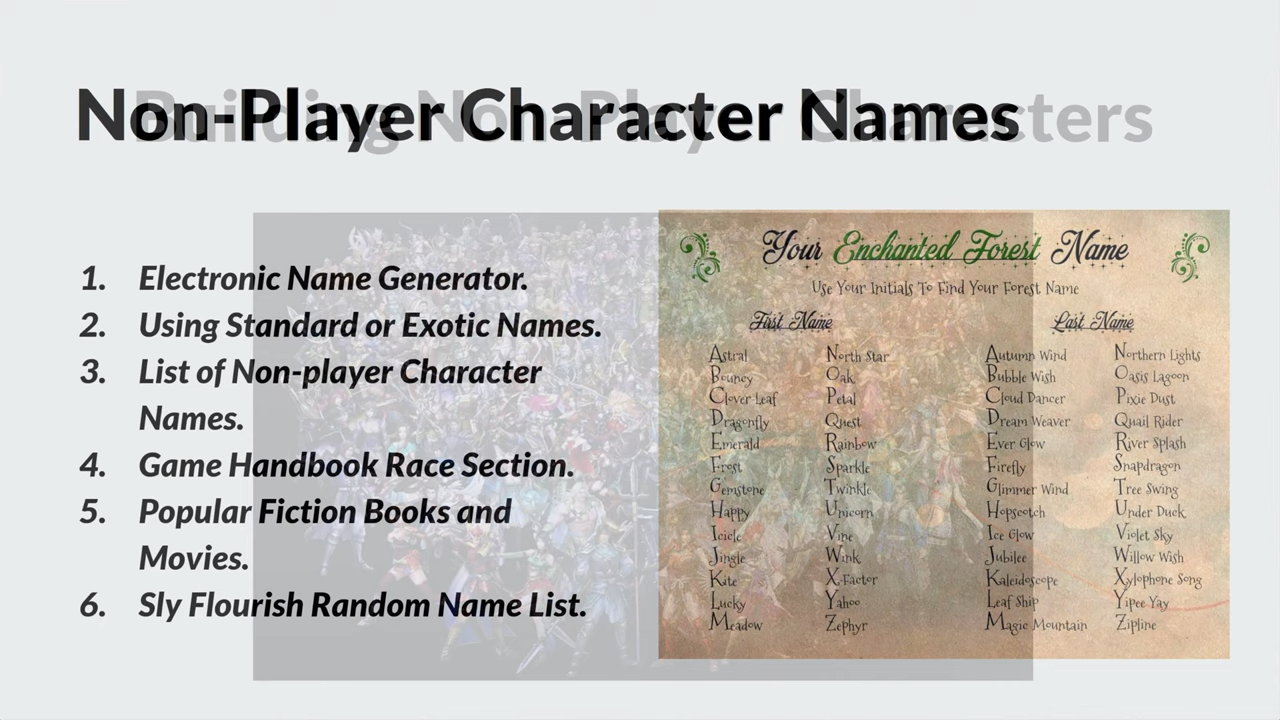 Non-Player Character Names
Building Non-Player Characters
1. Electronic Name Generator.
2. Using Standard or Exotic Names.
3. List of Non-player Character
Names.
4. Game Handbook Race Section.
5. Popular Fiction Books and
Movies.
6. Sly Flourish Random Name List.
Your Enchanted Forest Name
Use Your Initials To Find Your Forest Name
First Name
Last Name
Astral
Bouncy
Clover-Leaf
Dragonfly
Emerald
Frost
Gemstone
Happy
Icicle
Jingle
Kite
Lucky
Meadow
North Star
Oak
Petal
Quest
Rainbow
Sparkle
Twinkle
Unicorn
Vine
Wink
X-Factor
Yahoo
Zephyr
Autumn Wind
Bubble Wish
Cloud Dancer
Dream Weaver
Ever Glow
Firefly
Glimmer Wind
Hopscotch
Ice Glow
Jubilee
Kaleidoscope
Leaf Ship
Magic Mountain
Northern Lights
Oasis Lagoon
Pixie Dust
Quail Rider
River Splash
Snapdragon
Tree Swing
Under Duck
Violet Sky
Willow Wish
Xylophone Song
Yipee Yay
Zipline